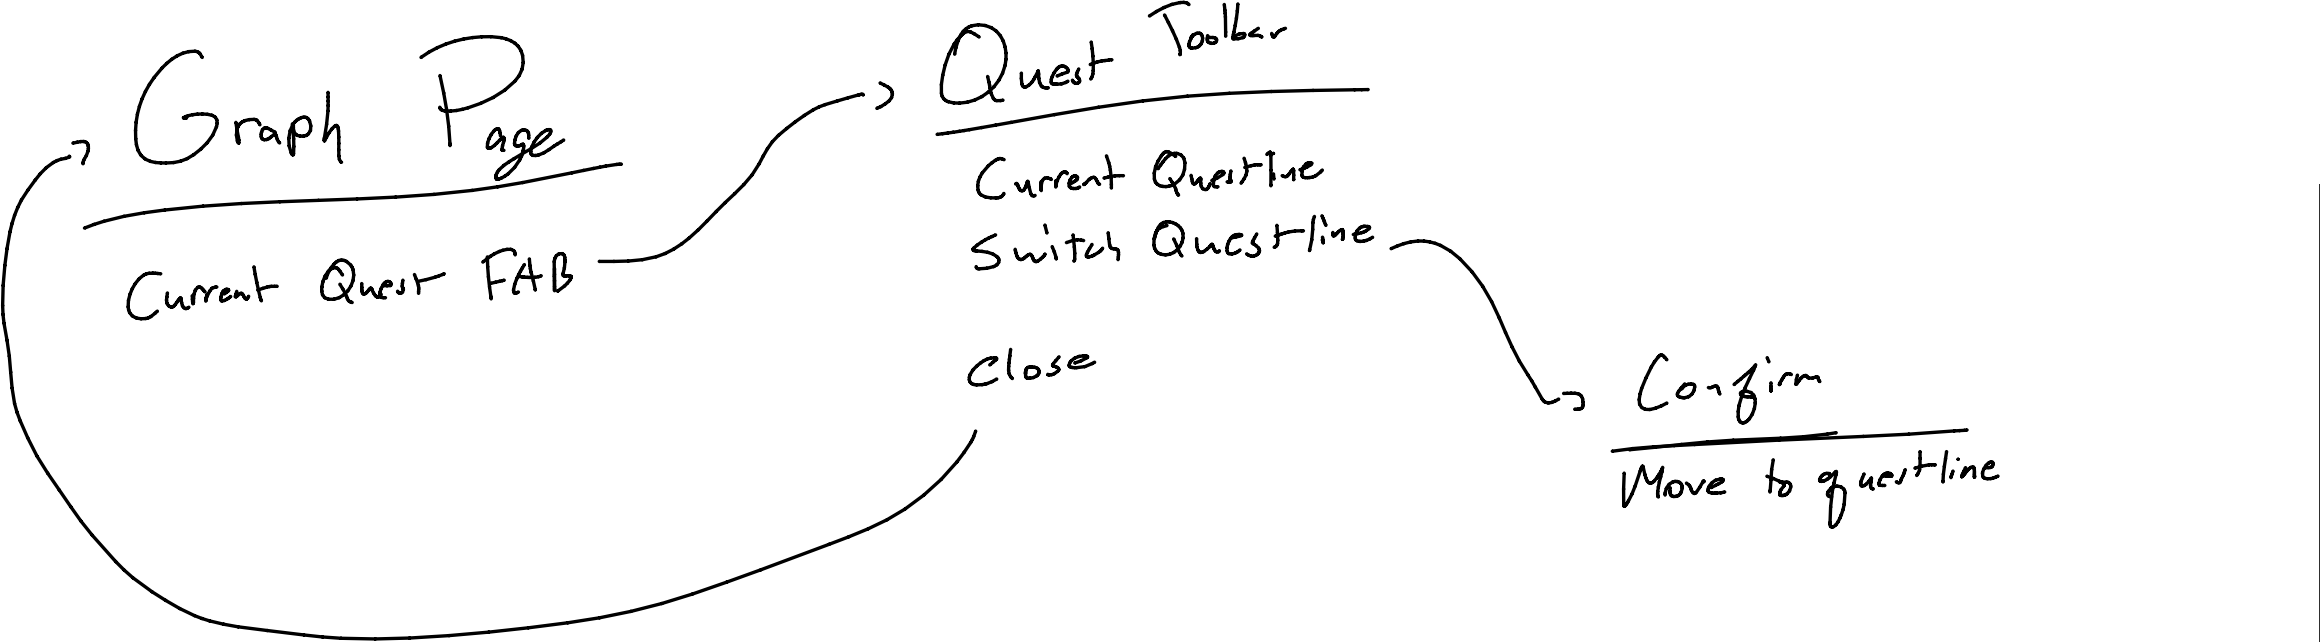 Graph Page
Current Quest FAB
Quest Toolbar
Current Questline
Switch Questline
Close
Confirm
Move to questline